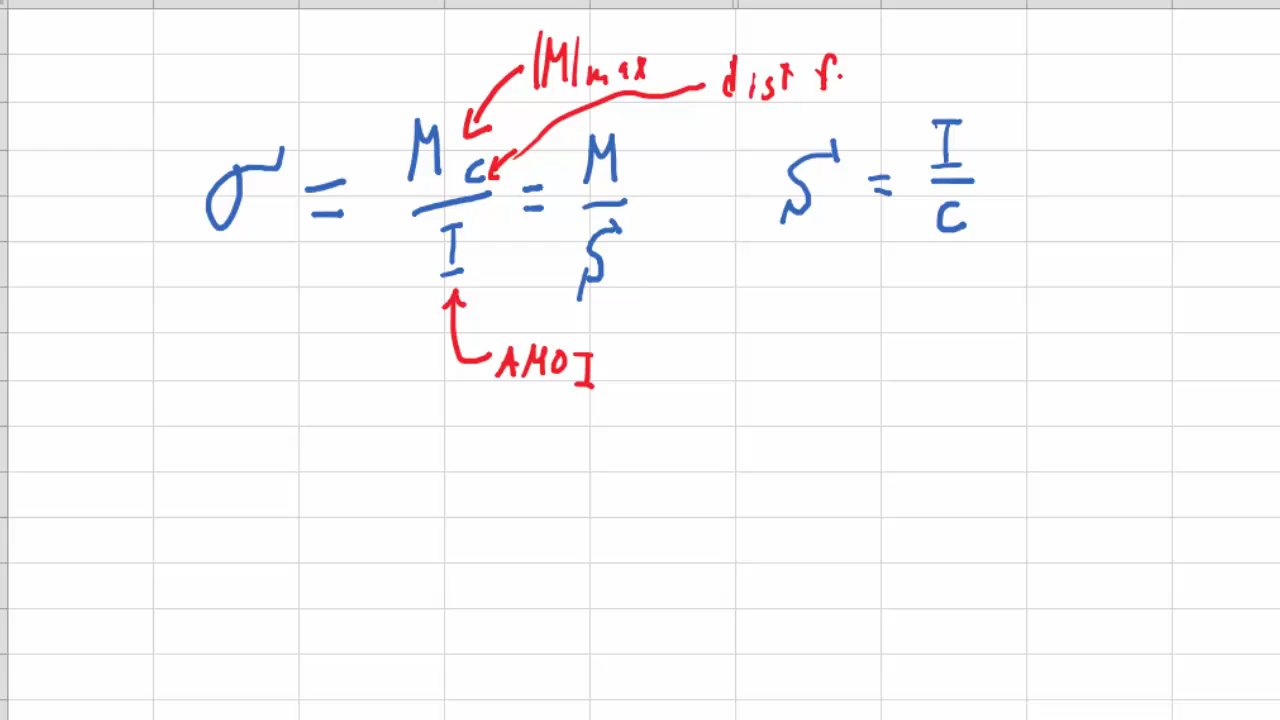 |M|max dist f.
σ = Mc/I = M/S S = I/c
AMOI